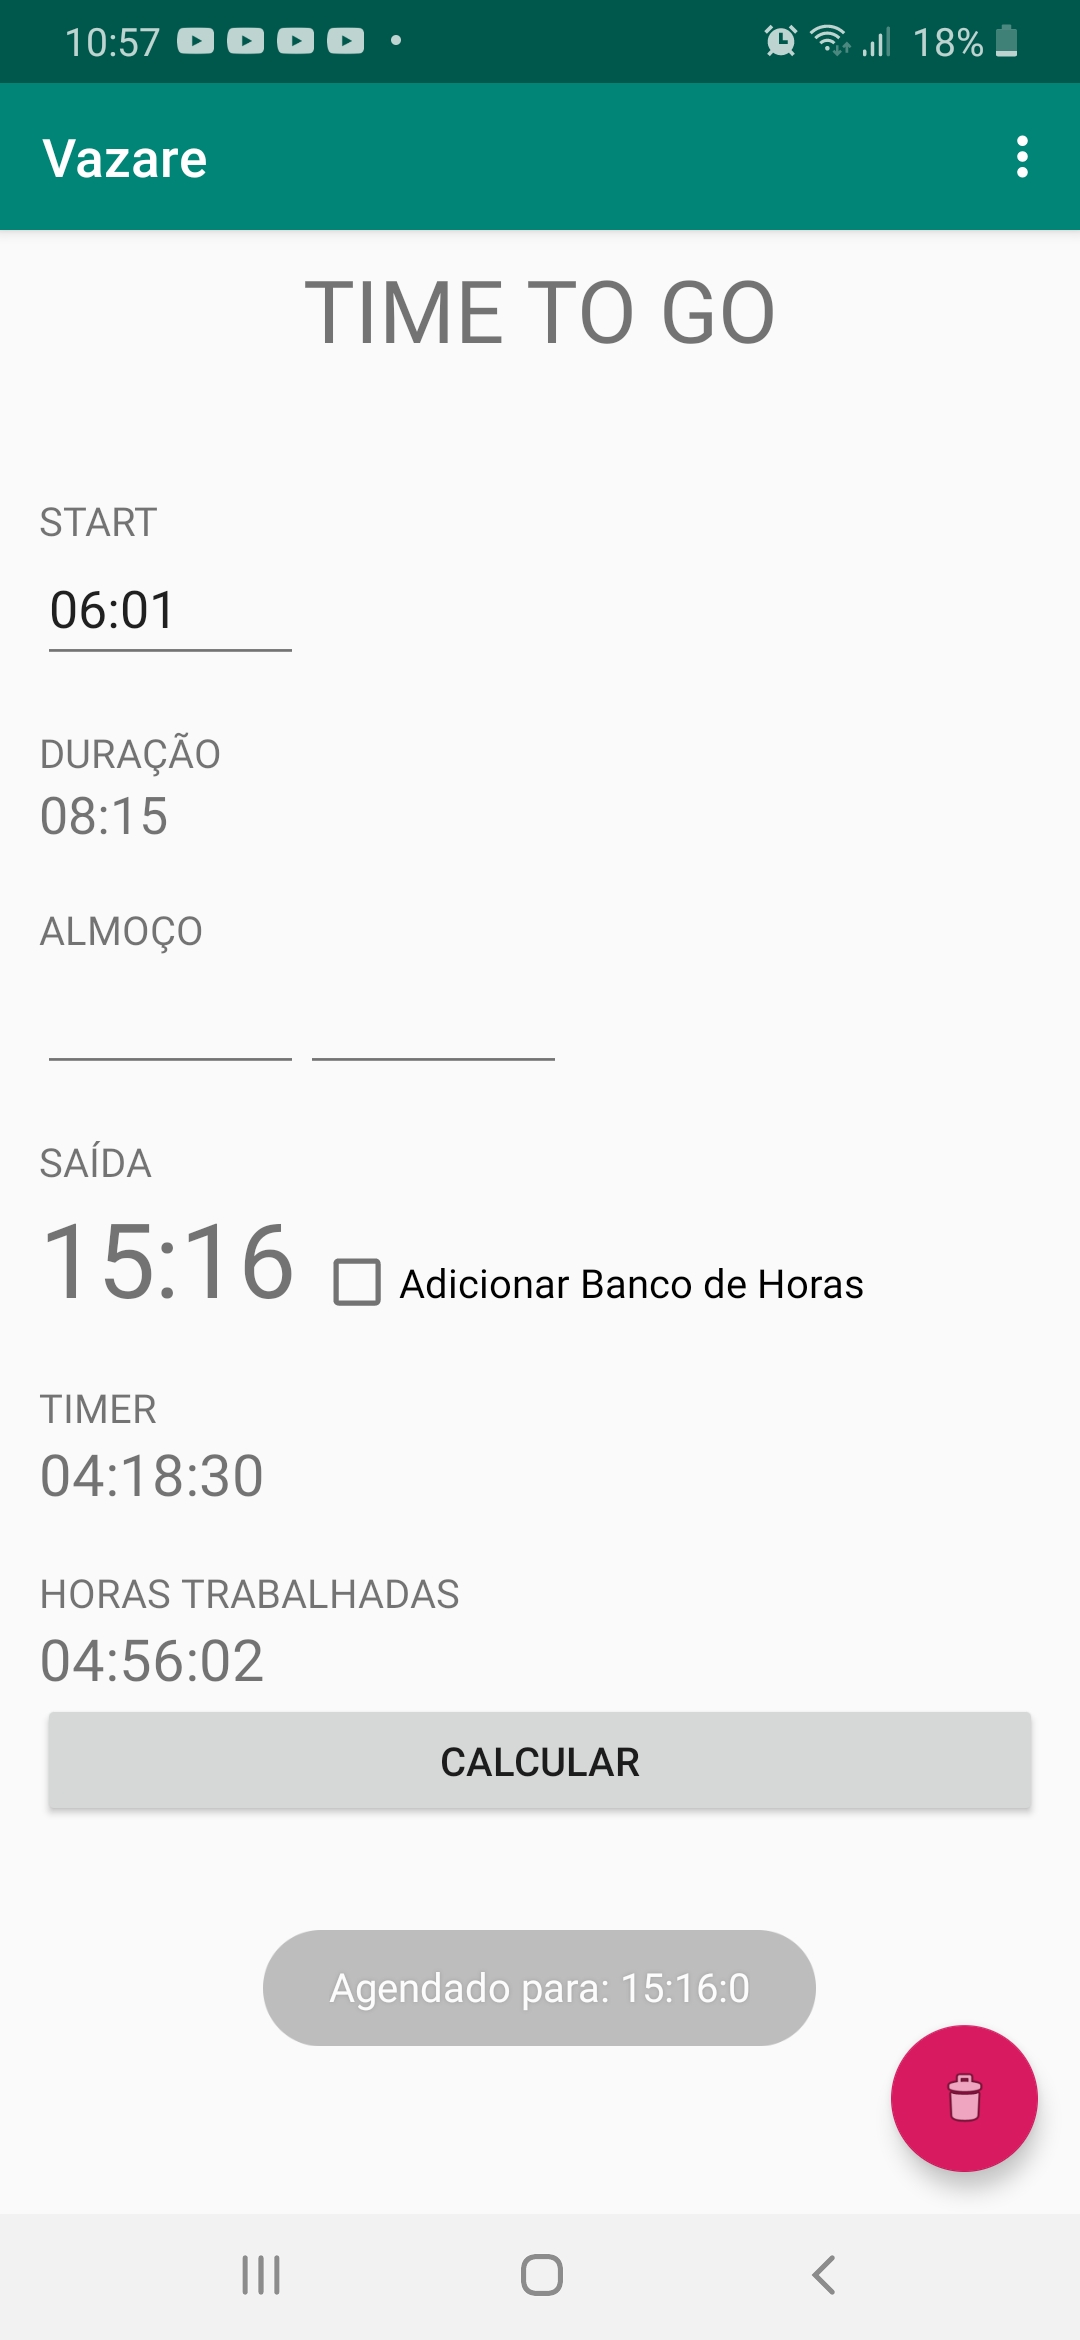 10:57 18%
Vazare
TIME TO GO
START
06:01
DURAÇÃO
08:15
ALMOÇO
SAÍDA
15:16 Adicionar Banco de Horas
TIMER
04:18:30
HORAS TRABALHADAS
04:56:02
CALCULAR
Agendado para: 15:16:0